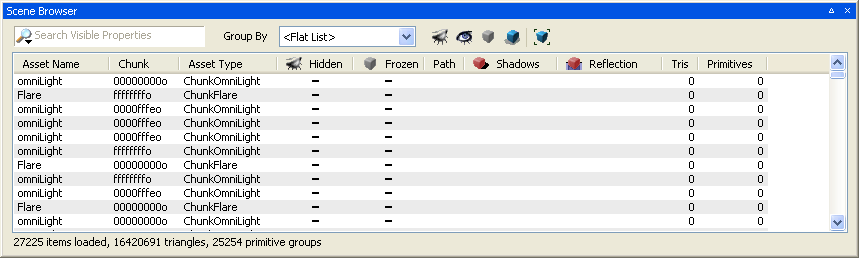 Scene Browser
Search Visible Properties Group By <Flat List>
Asset Name Chunk Asset Type Hidden Frozen Path Shadows Reflection Tris Primitives
omniLight 00000000o ChunkOmniLight – – 0 0
Flare ffffffffo ChunkFlare – – 0 0
omniLight 00000000o ChunkOmniLight – – 0 0
omniLight 0000fffeo ChunkOmniLight – – 0 0
omniLight 0000fffeo ChunkOmniLight – – 0 0
omniLight ffffffffo ChunkOmniLight – – 0 0
Flare 00000000o ChunkFlare – – 0 0
omniLight ffffffffo ChunkOmniLight – – 0 0
omniLight 0000fffeo ChunkOmniLight – – 0 0
Flare 00000000o ChunkFlare – – 0 0
omniLight 00000000o ChunkOmniLight – – 0 0
27225 items loaded, 16420691 triangles, 25254 primitive groups